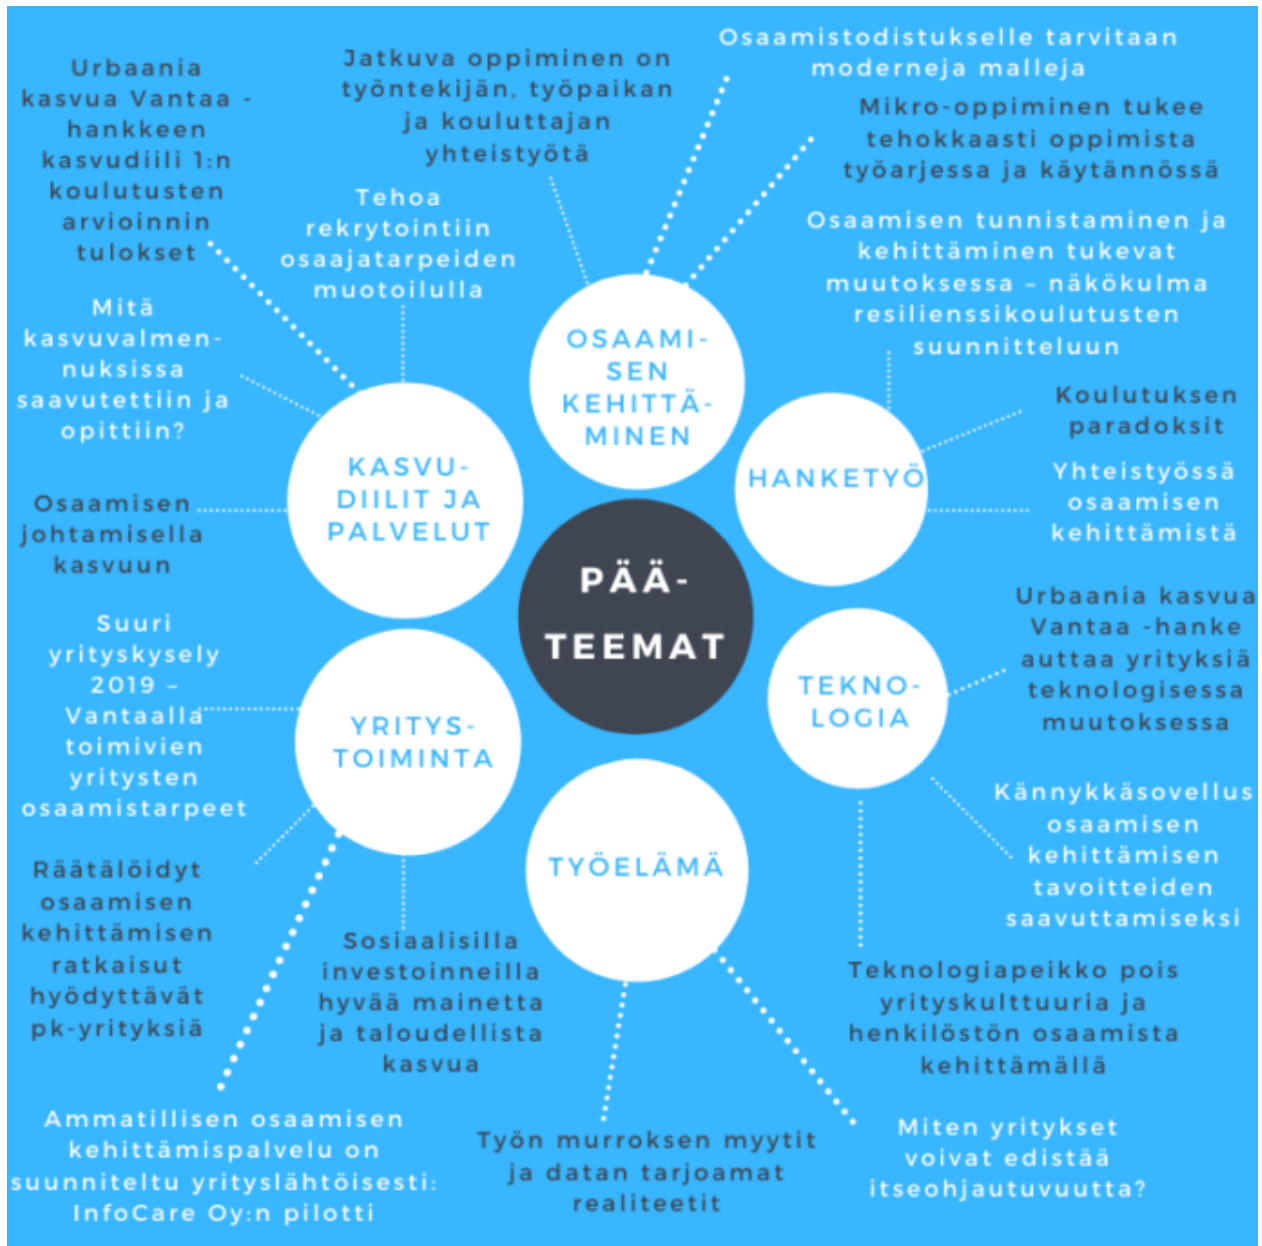 Urbaania
kasvua Vantaa -
hankkeen
kasvudiili 1:n
koulutusten
arvioinnin
tulokset
Jatkuva oppiminen on
työntekijän, työpaikan
ja kouluttajan
yhteistyötä
Osaamistodistukselle tarvitaan
moderneja malleja
Mikro-oppiminen tukee
tehokkaasti oppimista
työarjessa ja käytännössä
Tehoa
rekrytointiin
osaajatarpeiden
muotoilulla
Osaamisen tunnistaminen ja
kehittäminen tukevat
muutoksessa – näkökulma
resilienssikoulutusten
suunnitteluun
Mitä
kasvuvalmen-
nuksissa
saavutettiin ja
opittiin?
OSAAMI-
SEN
KEHITTÄ-
MINEN
Koulutuksen
paradoksit
KASVU-
DIILIT JA
PALVELUT
HANKETYÖ
Yhteistyössä
osaamisen
kehittämistä
Osaamisen
johtamisella
kasvuun
PÄÄ-
TEEMAT
Urbaania kasvua
Vantaa -hanke
auttaa yrityksiä
teknologisessa
muutoksessa
Suuri
yrityskysely
2019 –
Vantaalla
toimivien
yritysten
osaamistarpeet
YRITYS-
TOIMINTA
TEKNO-
LOGIA
Kännykkäsovellus
osaamisen
kehittämisen
tavoitteiden
saavuttamiseksi
Räätälöidyt
osaamisen
kehittämisen
ratkaisut
hyödyttävät
pk-yrityksiä
TYÖELÄMÄ
Sosiaalisilla
investoinneilla
hyvää mainetta
ja taloudellista
kasvua
Teknologiapeikko pois
yrityskulttuuria ja
henkilöstön osaamista
kehittämällä
Ammatillisen osaamisen
kehittämispalvelu on
suunniteltu yrityslähtöisesti:
InfoCare Oy:n pilotti
Työn murroksen myytit
ja datan tarjoamat
realiteetit
Miten yritykset
voivat edistää
itseohjautuvuutta?